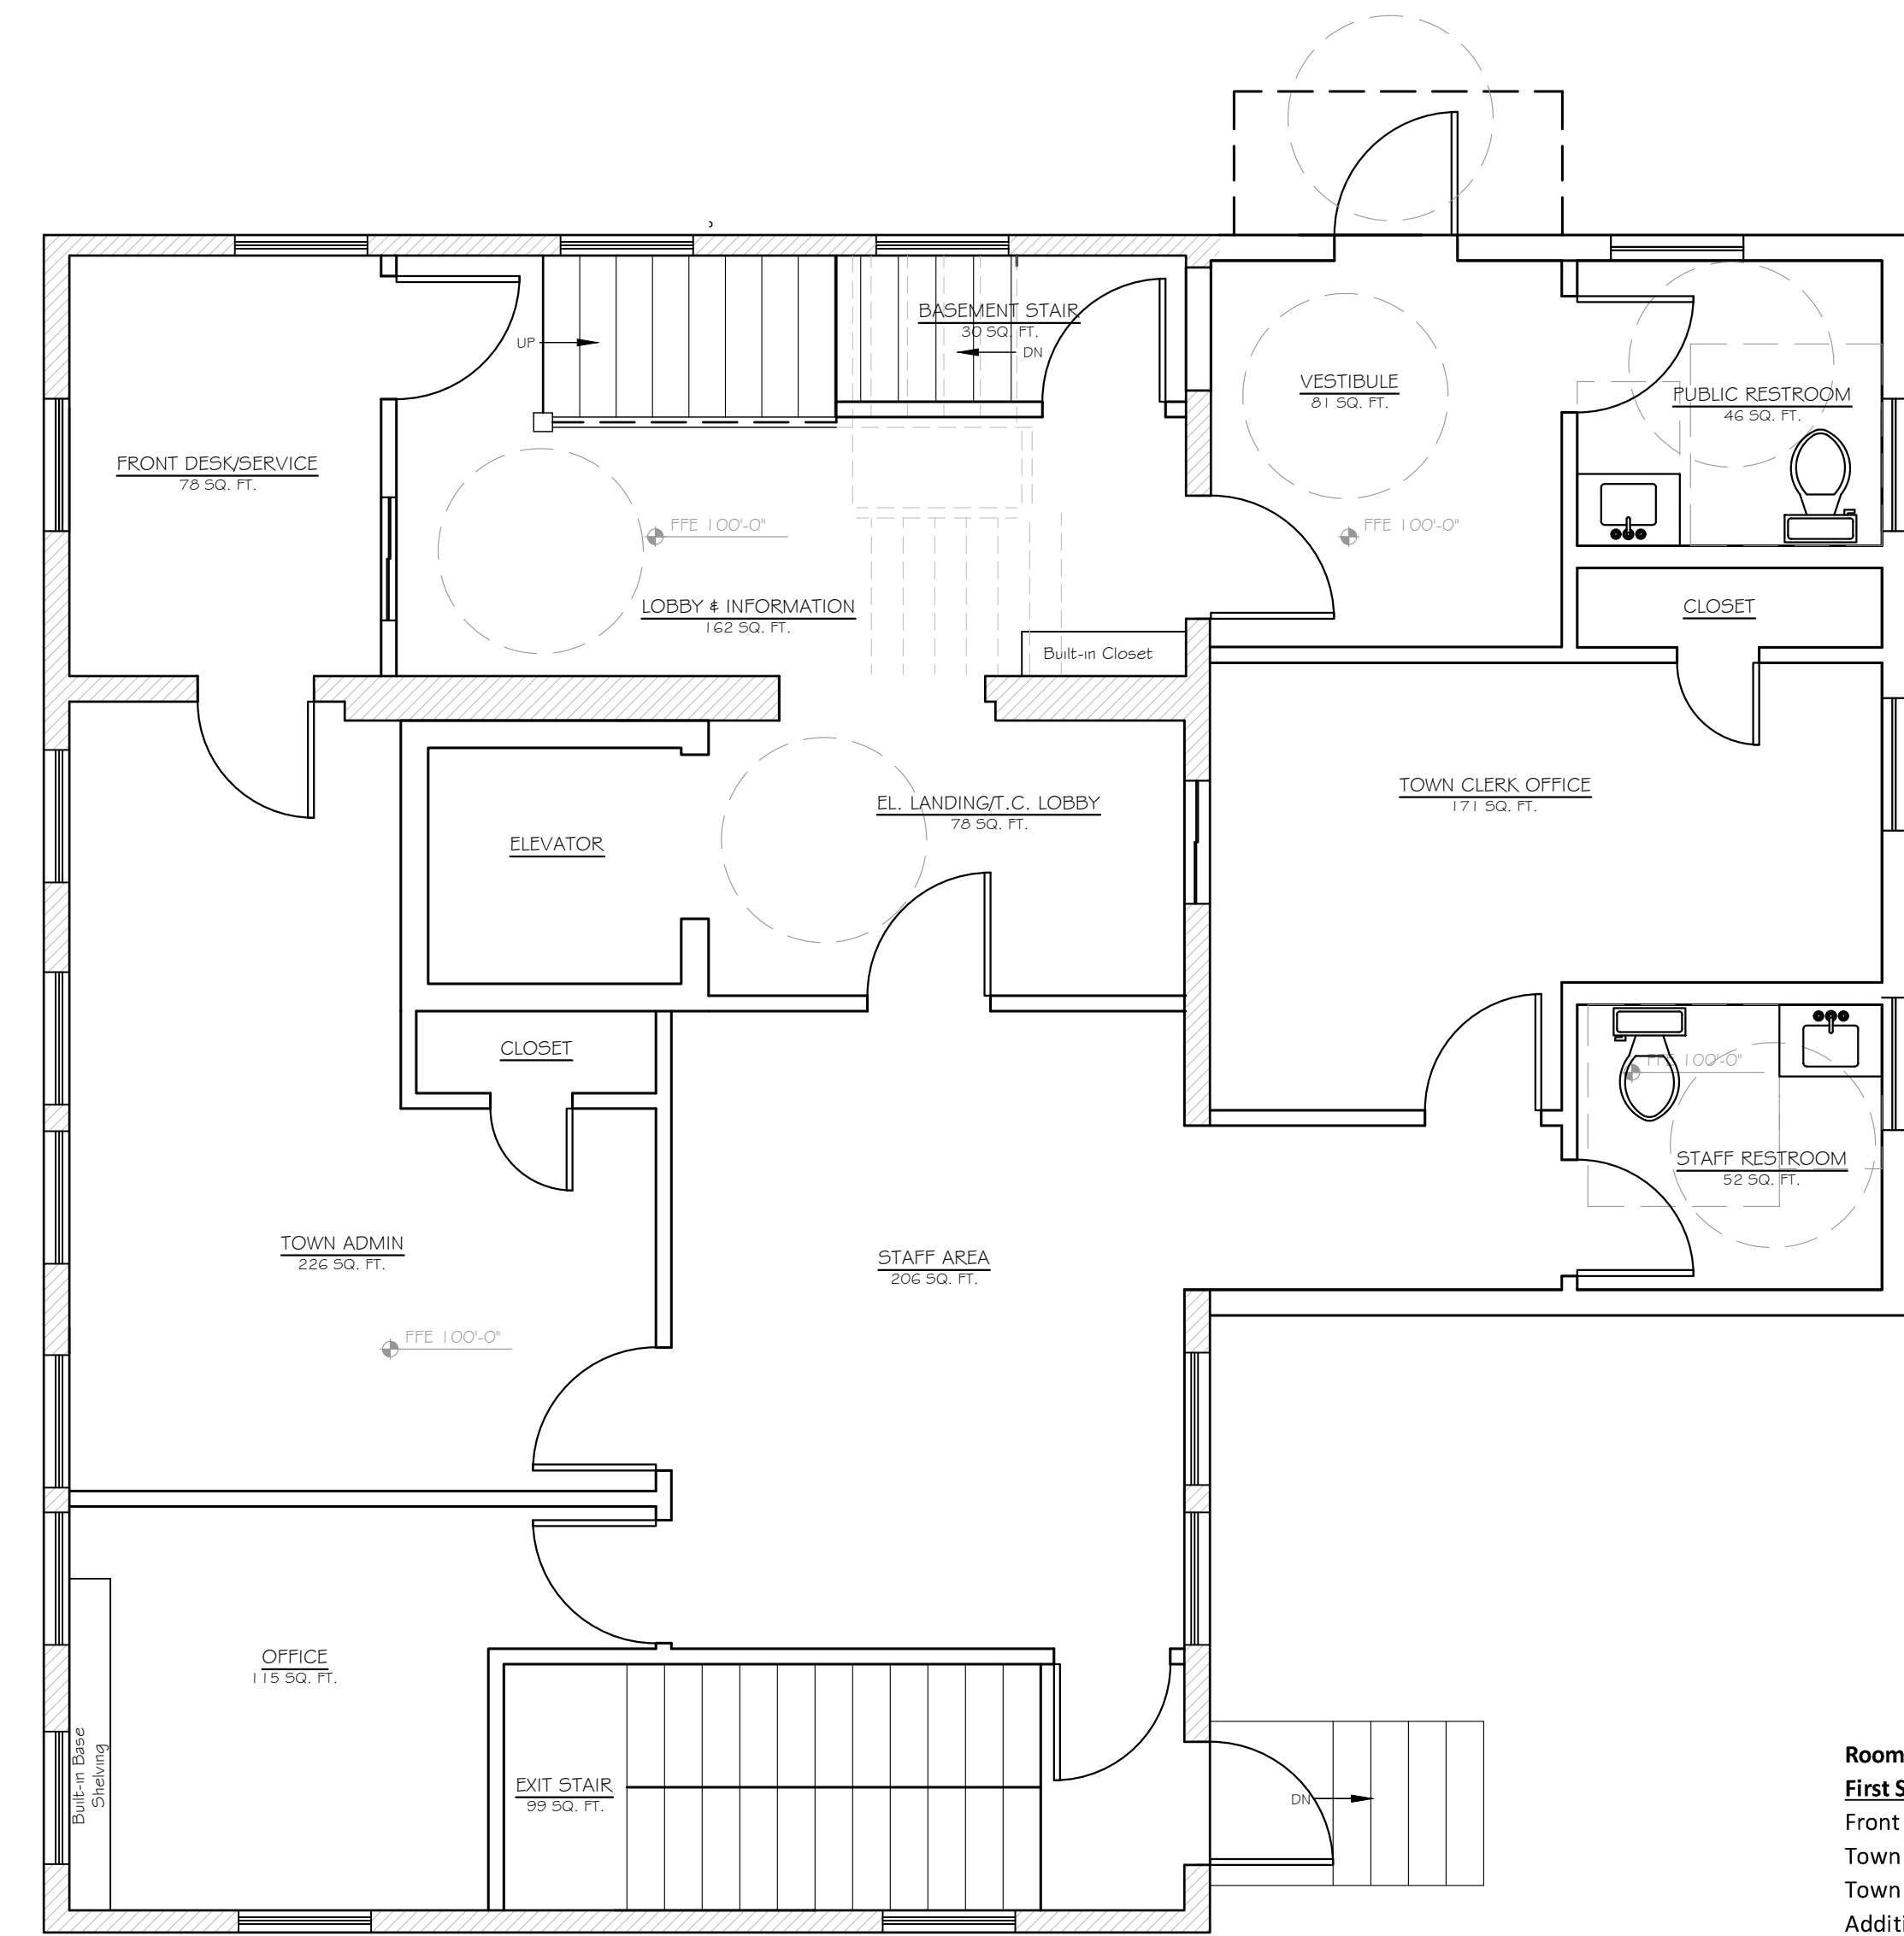 UP
BASEMENT STAIR
30 SQ. FT.
DN
VESTIBULE
81 SQ. FT.
PUBLIC RESTROOM
46 SQ. FT.
FRONT DESK/SERVICE
78 SQ. FT.
FFE 100'-0"
FFE 100'-0"
LOBBY & INFORMATION
162 SQ. FT.
CLOSET
Built-in Closet
TOWN CLERK OFFICE
171 SQ. FT.
EL. LANDING/T.C. LOBBY
78 SQ. FT.
ELEVATOR
CLOSET
FFE 100'-0"
STAFF RESTROOM
52 SQ. FT.
TOWN ADMIN
226 SQ. FT.
STAFF AREA
206 SQ. FT.
FFE 100'-0"
OFFICE
115 SQ. FT.
Built-in Base
Shelving
EXIT STAIR
99 SQ. FT.
DN
Room
First S
Front
Town
Town
Additi